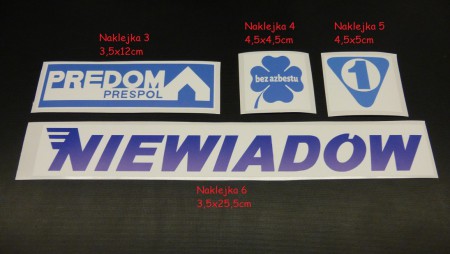 Naklejka 3
3,5x12cm
Naklejka 4
4,5x4,5cm
Naklejka 5
4,5x5cm
PREDOM
PRESPOL
bez azbestu
1
NIEWIADÓW
Naklejka 6
3,5x25,5cm